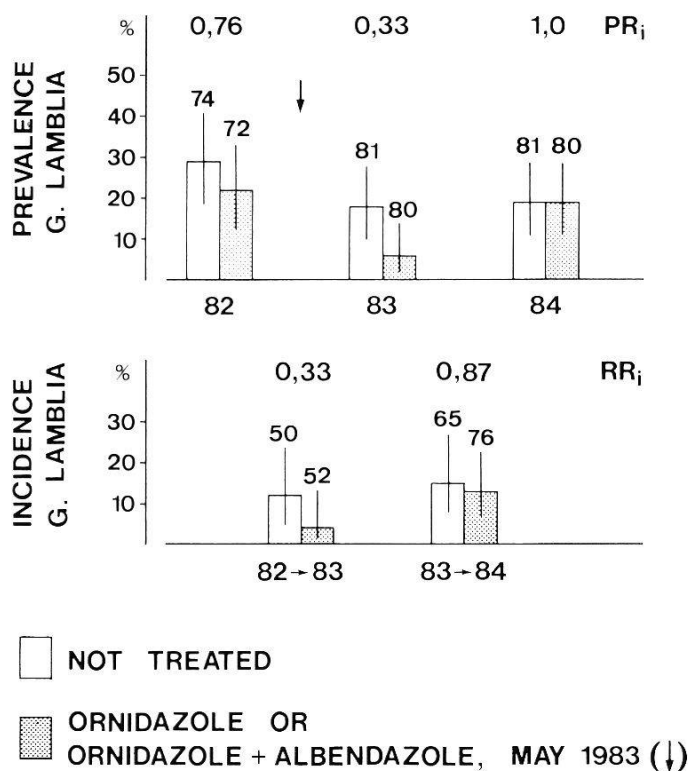 % 0,76 0,33 1,0 PRi
PREVALENCE
G. LAMBLIA
50
40
30
20
10
74
72
81
80
81 80
82 83 84
% 0,33 0,87 RRi
INCIDENCE
G. LAMBLIA
30
20
10
50
52
65
76
82→83 83→84
NOT TREATED
ORNIDAZOLE OR
ORNIDAZOLE + ALBENDAZOLE, MAY 1983 (↓)